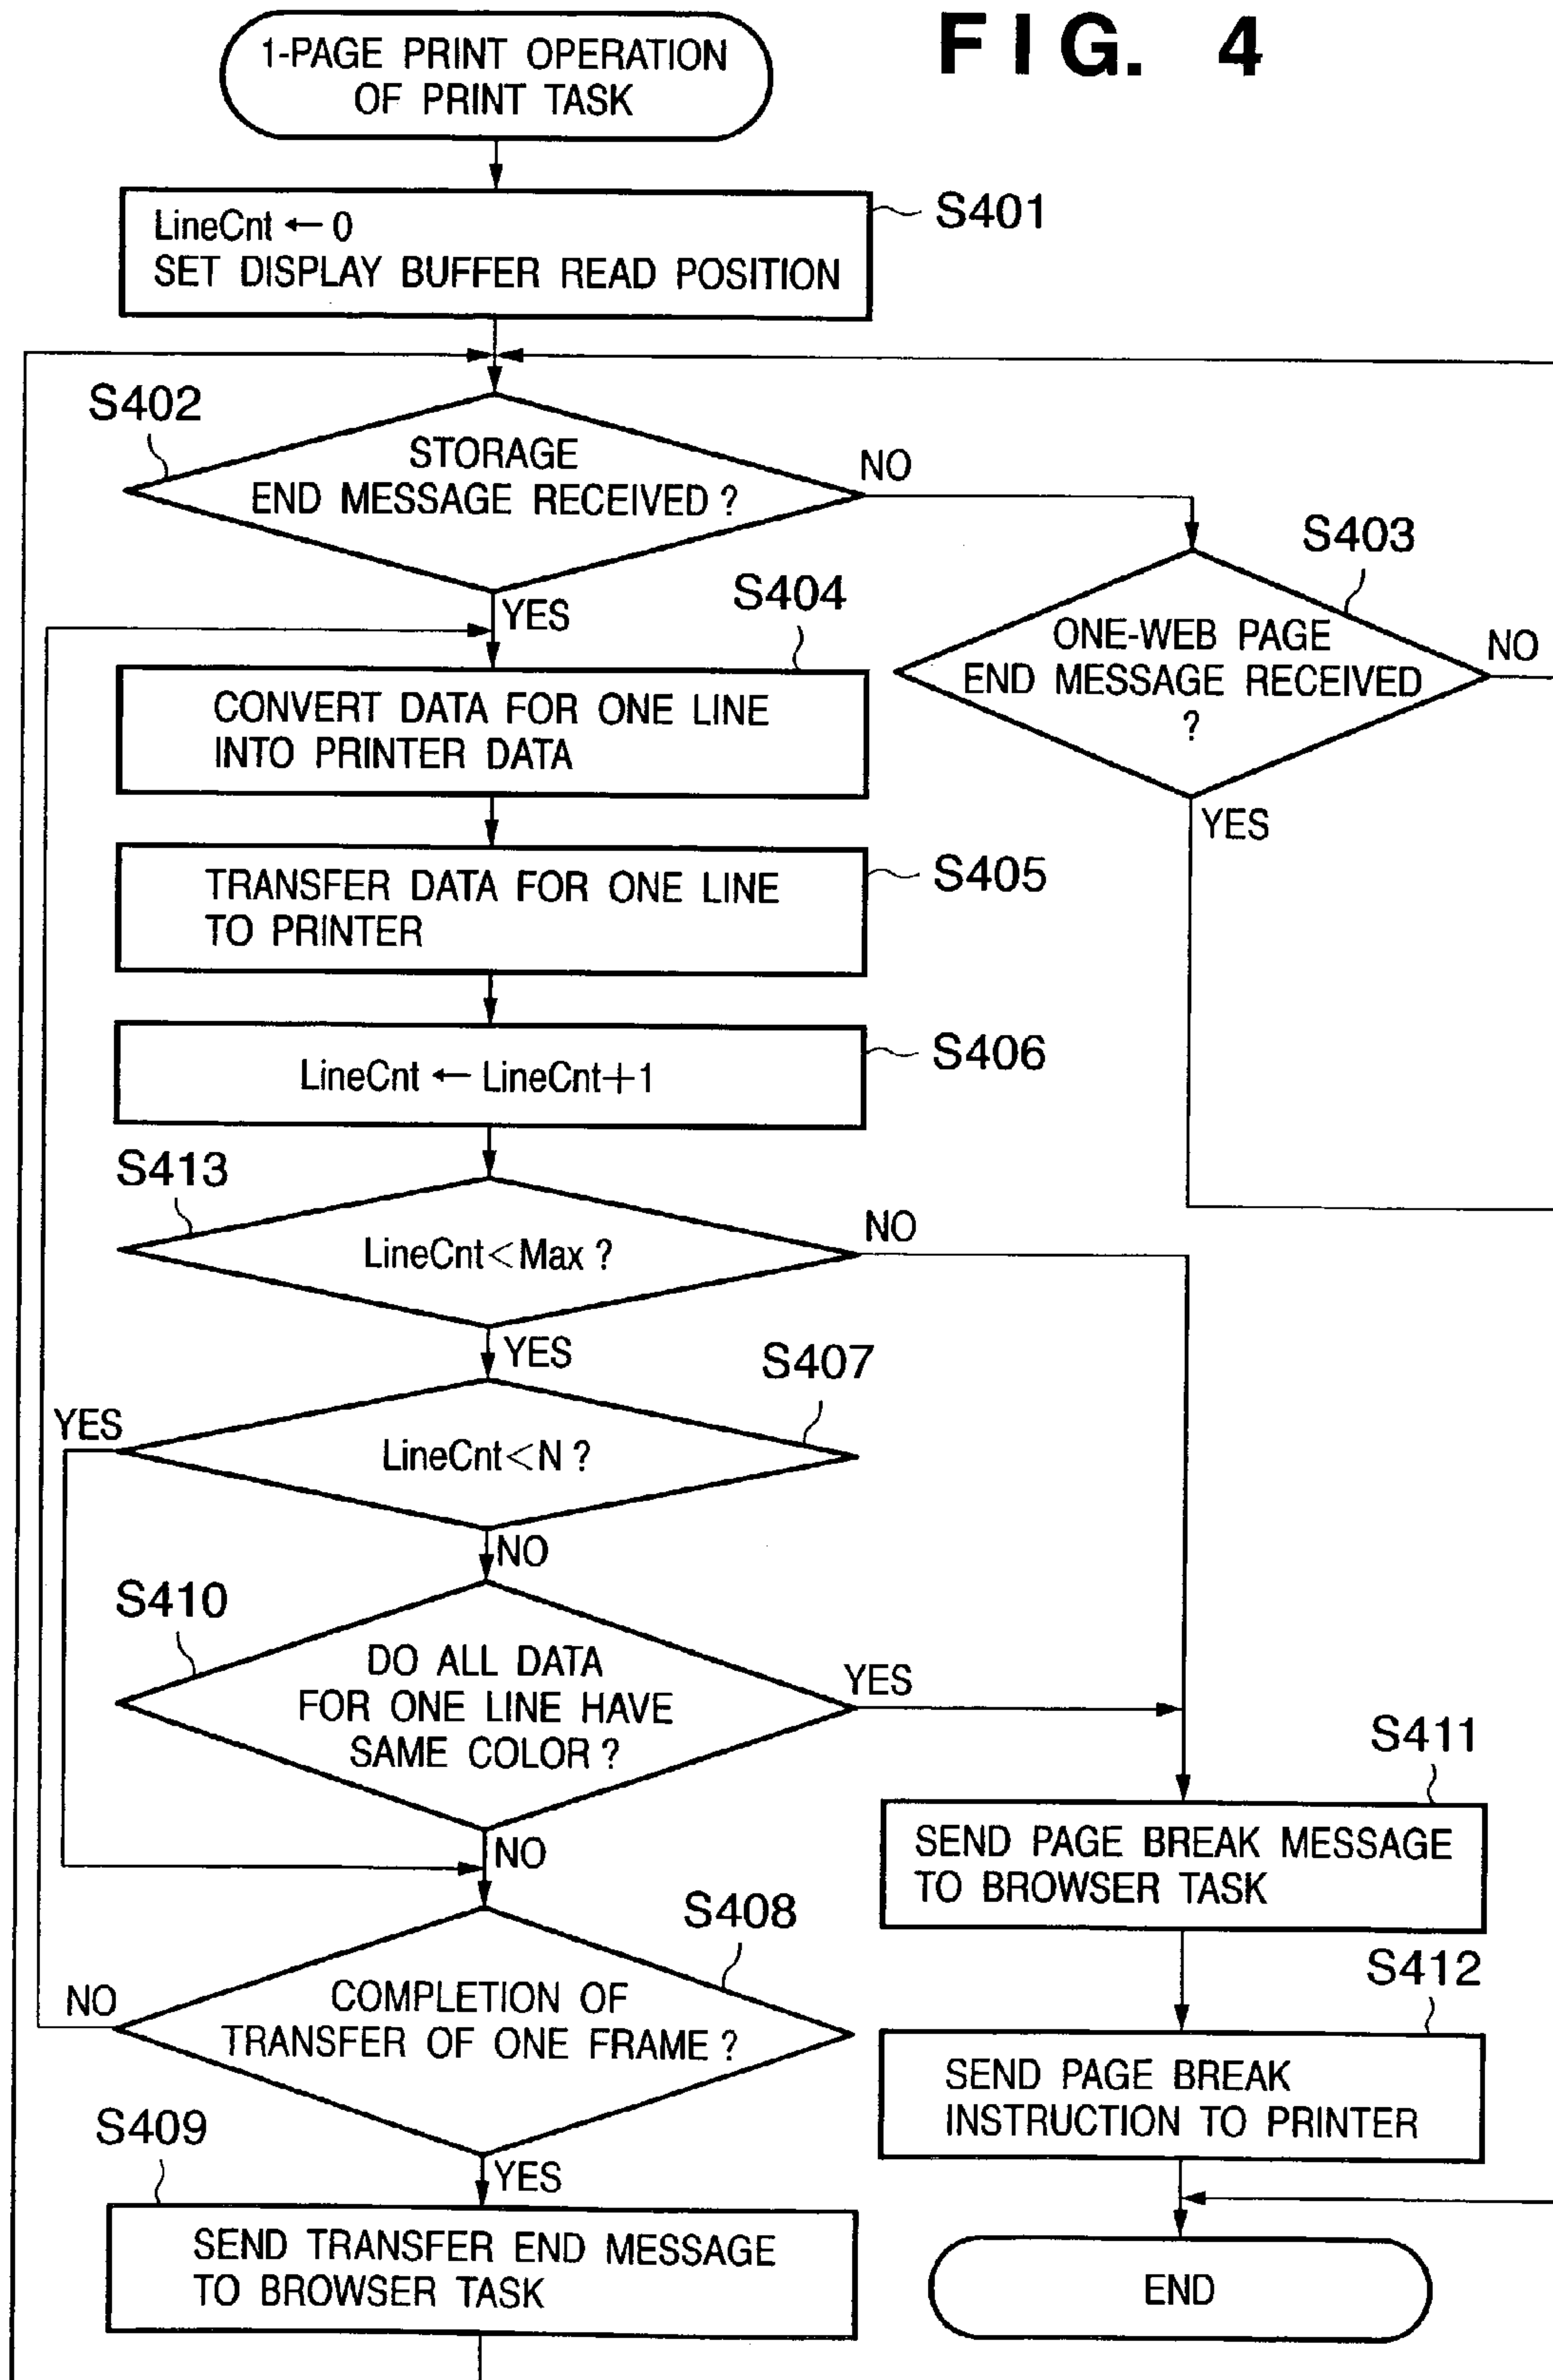 FIG. 4
1-PAGE PRINT OPERATION
OF PRINT TASK
LineCnt ← 0
SET DISPLAY BUFFER READ POSITION
S401
S402
STORAGE
END MESSAGE RECEIVED ?
NO
YES
S403
ONE-WEB PAGE
END MESSAGE RECEIVED
?
NO
YES
S404
CONVERT DATA FOR ONE LINE
INTO PRINTER DATA
TRANSFER DATA FOR ONE LINE
TO PRINTER
S405
LineCnt ← LineCnt+1
S406
S413
LineCnt<Max ?
NO
YES
S407
YES
LineCnt<N ?
NO
S410
DO ALL DATA
FOR ONE LINE HAVE
SAME COLOR ?
YES
NO
S411
SEND PAGE BREAK MESSAGE
TO BROWSER TASK
S408
NO
COMPLETION OF
TRANSFER OF ONE FRAME ?
YES
S412
SEND PAGE BREAK
INSTRUCTION TO PRINTER
S409
SEND TRANSFER END MESSAGE
TO BROWSER TASK
END